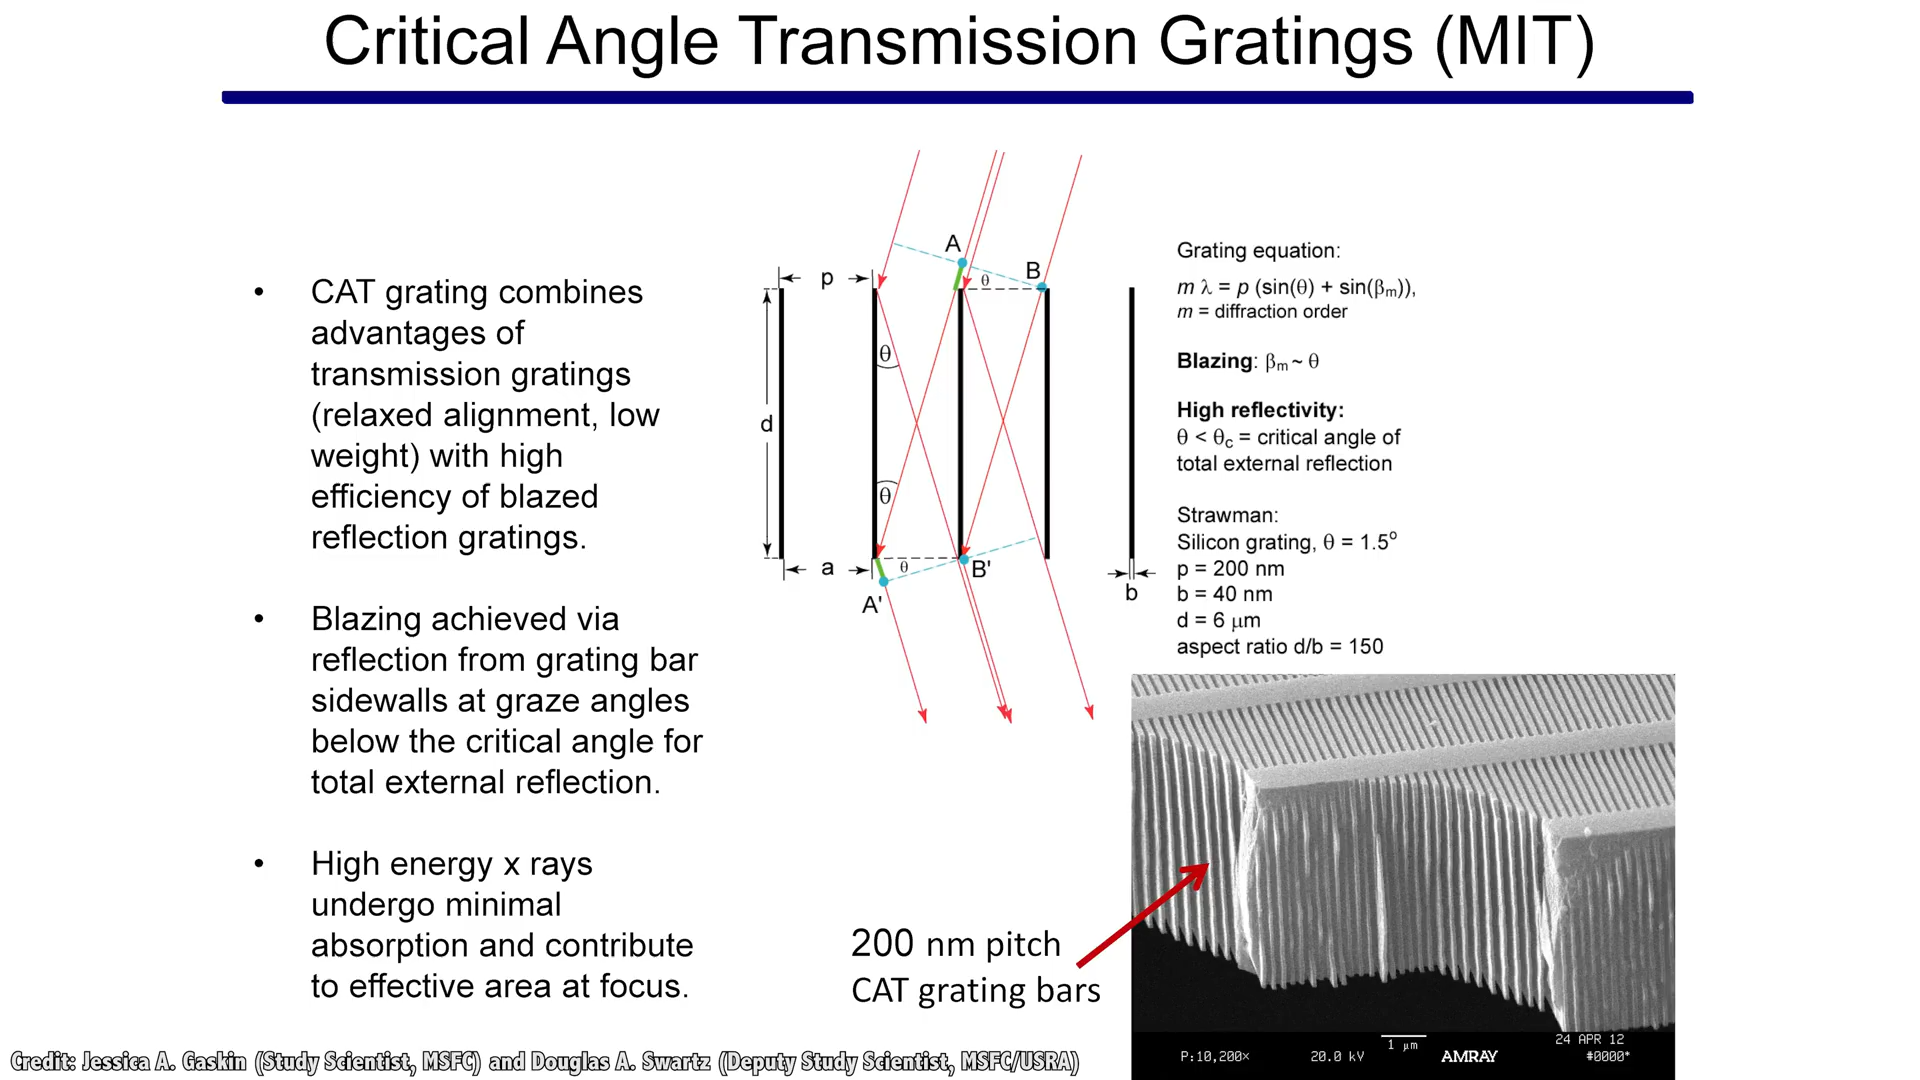 Critical Angle Transmission Gratings (MIT)
• CAT grating combines
advantages of
transmission gratings
(relaxed alignment, low
weight) with high
efficiency of blazed
reflection gratings.
• Blazing achieved via
reflection from grating bar
sidewalls at graze angles
below the critical angle for
total external reflection.
• High energy x rays
undergo minimal
absorption and contribute
to effective area at focus.
A
B
p
θ
θ
d
θ
a
θ
B'
A'
b
Grating equation:
m λ = p (sin(θ) + sin(βm)),
m = diffraction order
Blazing: βm ~ θ
High reflectivity:
θ < θc = critical angle of
total external reflection
Strawman:
Silicon grating, θ = 1.5°
p = 200 nm
b = 40 nm
d = 6 μm
aspect ratio d/b = 150
200 nm pitch
CAT grating bars
P:10,200× 20.0 kV 1 μm AMRAY 24 APR 12
#0000*
Credit: Jessica A. Gaskin (Study Scientist, MSFC) and Douglas A. Swartz (Deputy Study Scientist, MSFC/USRA)